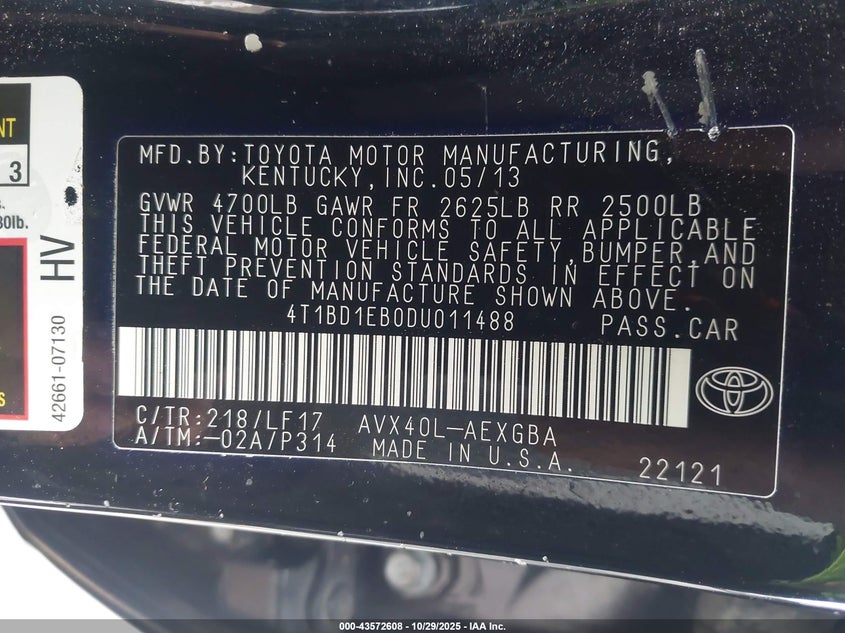 NT
3
s.
30lb.
HV
42661-07130
S
MFD.BY:TOYOTA MOTOR MANUFACTURING,
KENTUCKY,INC.05/13
GVWR 4700LB GAWR FR 2625LB RR 2500LB
THIS VEHICLE CONFORMS TO ALL APPLICABLE
FEDERAL MOTOR VEHICLE SAFETY,BUMPER,AND
THEFT PREVENTION STANDARDS IN EFFECT ON
THE DATE OF MANUFACTURE SHOWN ABOVE.
4T1BD1EB0DU011488 PASS.CAR
C/TR:218/LF17 AVX40L-AEXGBA
A/TM:-02A/P314 MADE IN U.S.A. 22121
000-43572608 | 10/29/2025 - IAA Inc.